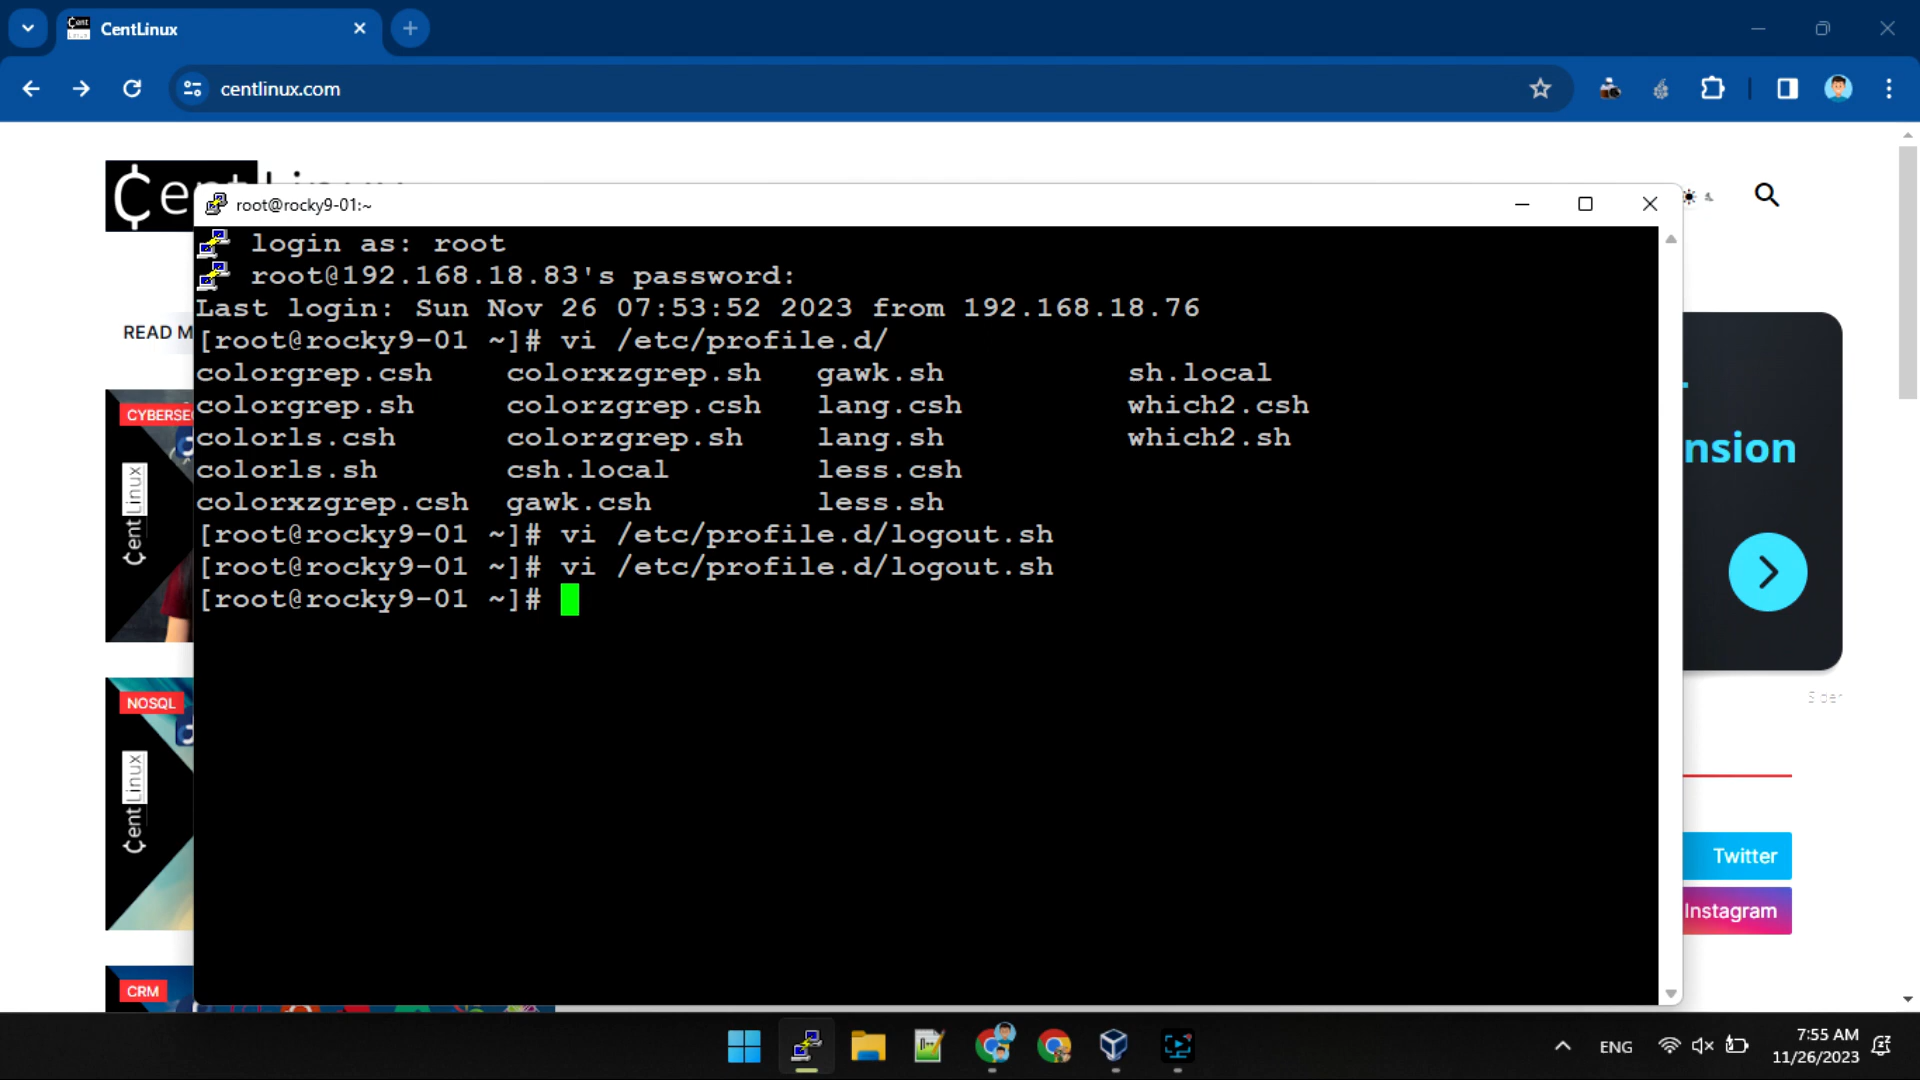 CentLinux
centlinux.com
¢ent
root@rocky9-01:~
login as: root
root@192.168.18.83's password:
Last login: Sun Nov 26 07:53:52 2023 from 192.168.18.76
READ M
[root@rocky9-01 ~]# vi /etc/profile.d/
colorgrep.csh colorxzgrep.sh gawk.sh sh.local
colorgrep.sh colorzgrep.csh lang.csh which2.csh
colorls.csh colorzgrep.sh lang.sh which2.sh
colorls.sh csh.local less.csh
colorxzgrep.csh gawk.csh less.sh
[root@rocky9-01 ~]# vi /etc/profile.d/logout.sh
[root@rocky9-01 ~]# vi /etc/profile.d/logout.sh
[root@rocky9-01 ~]#
CYBERSE
¢ent Linux
nsion
NOSQL
¢ent Linux
Twitter
Instagram
CRM
ENG
7:55 AM
11/26/2023